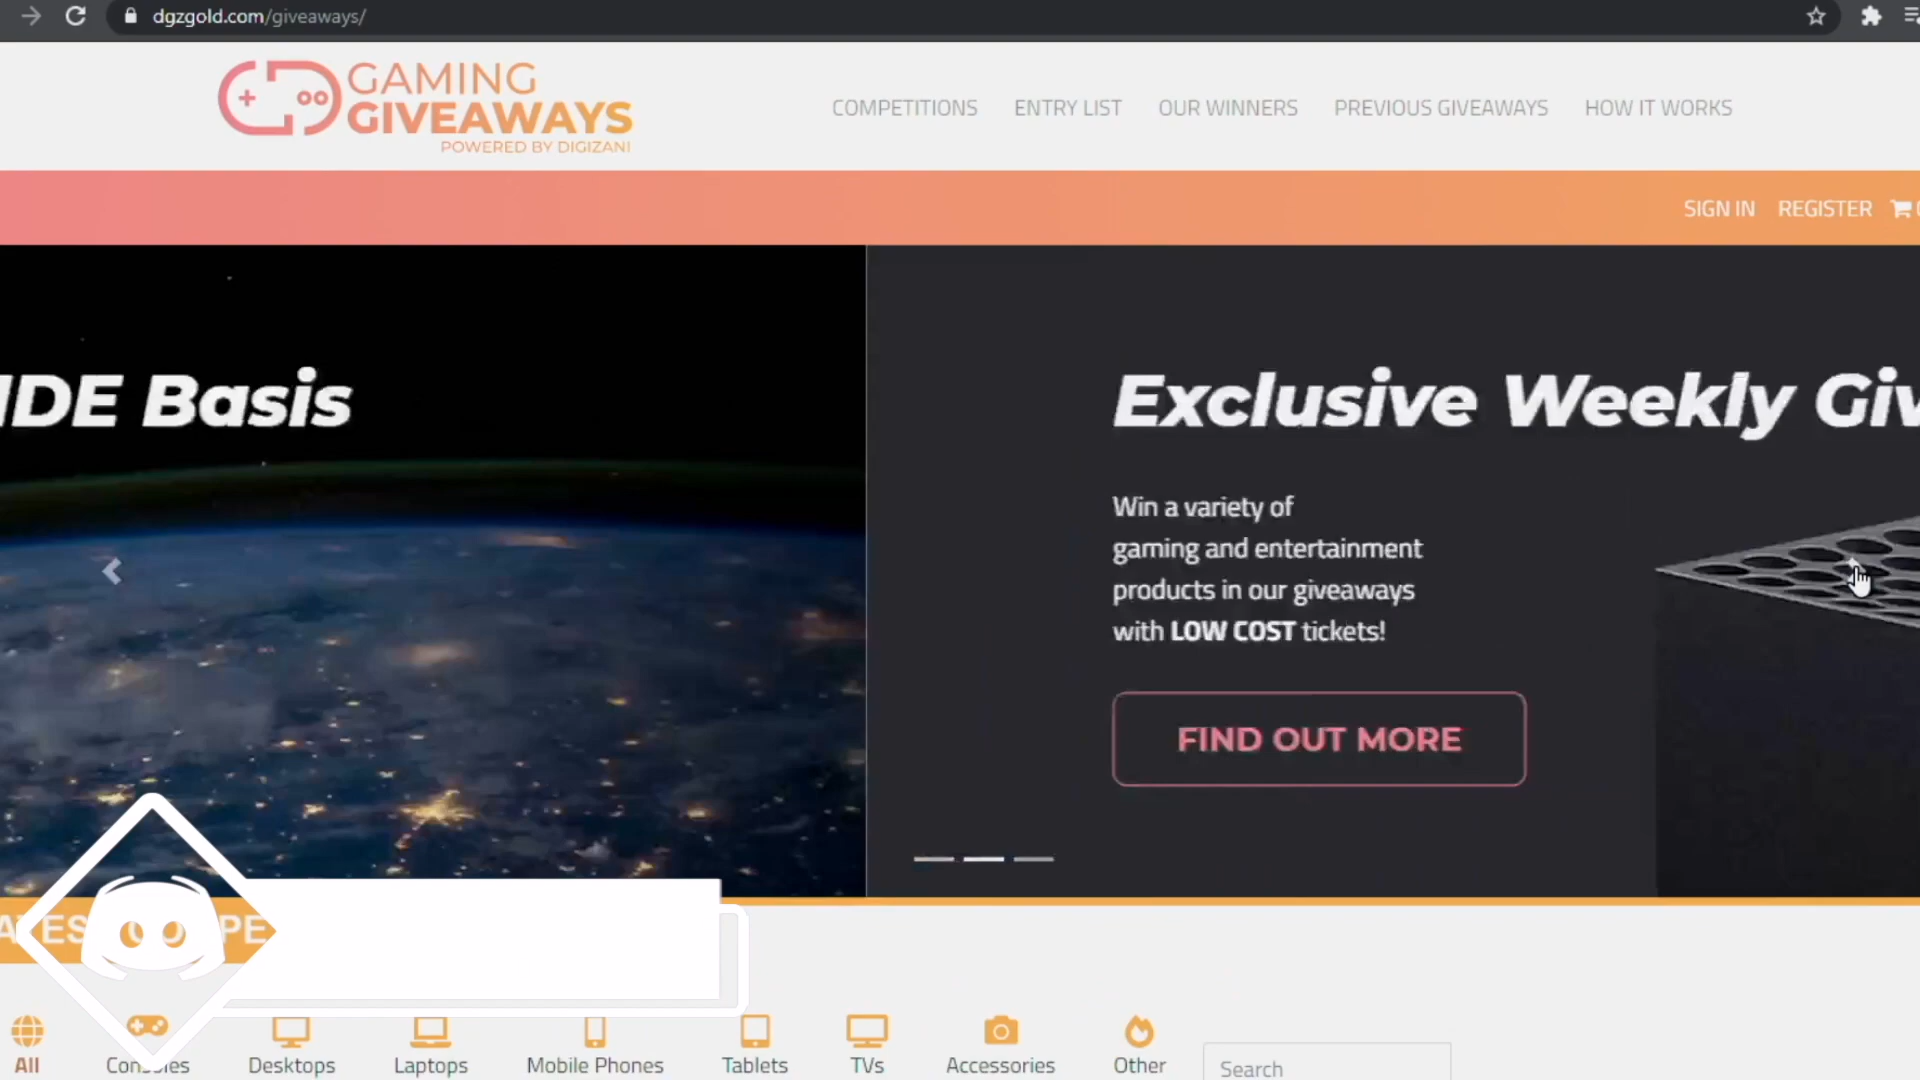 dgzgold.com/giveaways/
GAMING
GIVEAWAYS
POWERED BY DIGIZANI
COMPETITIONS
ENTRY LIST
OUR WINNERS
PREVIOUS GIVEAWAYS
HOW IT WORKS
SIGN IN
REGISTER
IDE Basis
Exclusive Weekly Giv
Win a variety of
gaming and entertainment
products in our giveaways
with LOW COST tickets!
FIND OUT MORE
All
Consoles
Desktops
Laptops
Mobile Phones
Tablets
TVs
Accessories
Other
Search